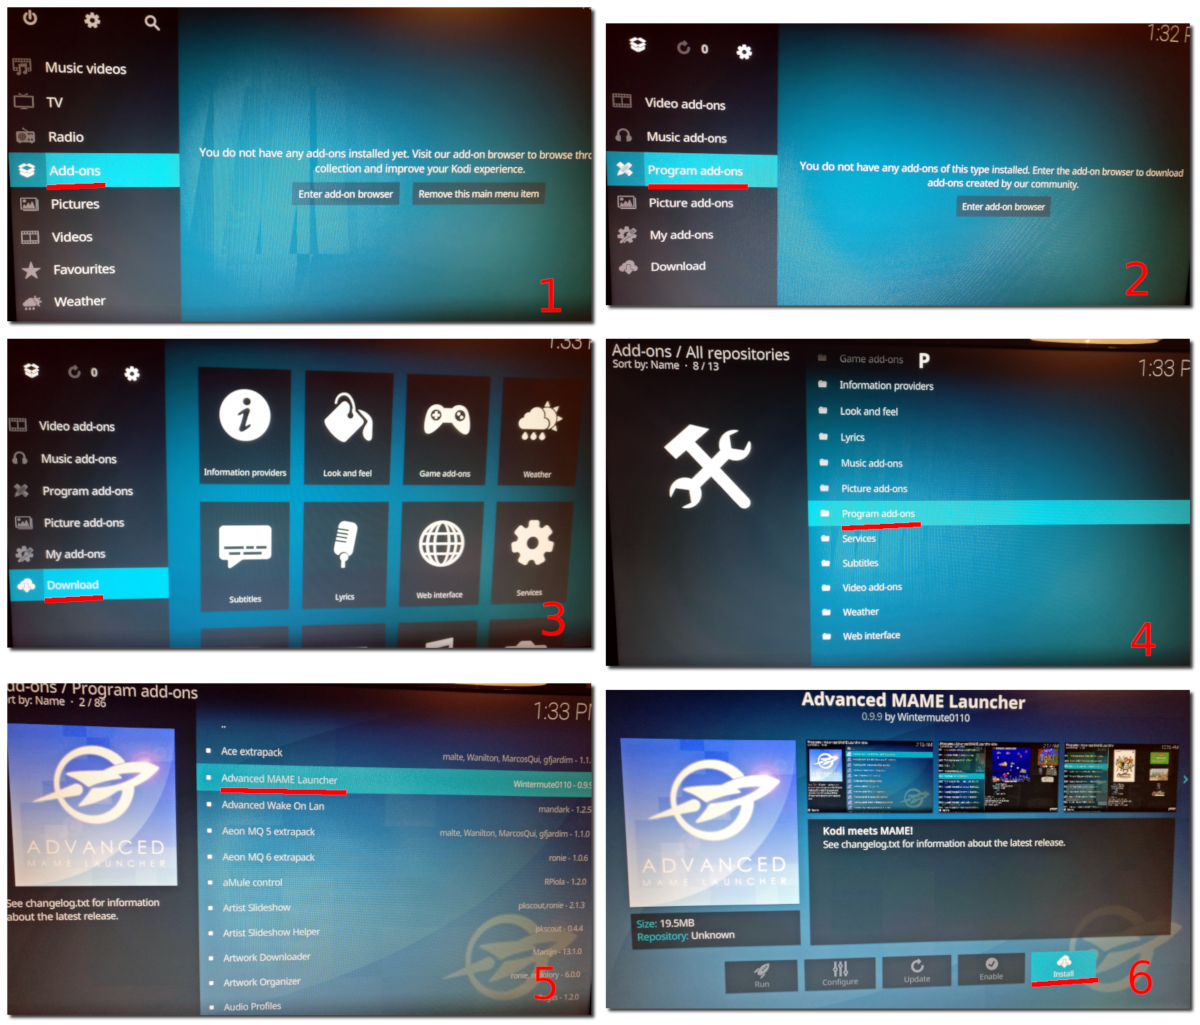 Music videos
TV
Radio
Add-ons
Pictures
Videos
Favourites
Weather
You do not have any add-ons installed yet. Visit our add-on browser to browse thro
collection and improve your Kodi experience.
Enter add-on browser
Remove this main menu item
1
1:32 P
0
Video add-ons
Music add-ons
Program add-ons
Picture add-ons
My add-ons
Download
You do not have any add-ons of this type installed. Enter the add-on browser to download
add-ons created by our community.
Enter add-on browser
2
1:33 P
0
Video add-ons
Music add-ons
Program add-ons
Picture add-ons
My add-ons
Download
Information providers
Look and feel
Game add-ons
Weather
Subtitles
Lyrics
Web interface
Services
3
Add-ons / All repositories
Sort by: Name · 8 / 13
1:33 P
P
Game add-ons
Information providers
Look and feel
Lyrics
Music add-ons
Picture add-ons
Program add-ons
Services
Subtitles
Video add-ons
Weather
Web interface
4
dd-ons / Program add-ons
rt by: Name · 2 / 86
1:33 PM
ADVANCED
MAME LAUNCHER
See changelog.txt for information
about the latest release.
..
Ace extrapack
malte, Wanilton, MarcosQui, gfjardim - 1.1.
Advanced MAME Launcher
Wintermute0110 - 0.9.9
Advanced Wake On Lan
mandark - 1.2.5
Aeon MQ 5 extrapack
malte, Wanilton, MarcosQui, gfjardim - 1.1.0
Aeon MQ 6 extrapack
ronie - 1.0.6
aMule control
RPiola - 1.2.0
Artist Slideshow
pkscout,ronie - 2.1.3
Artist Slideshow Helper
pkscout - 0.4.4
Artwork Downloader
Martijn - 13.1.0
Artwork Organizer
6.0.0
Audio Profiles
- 1.2.0
5
Advanced MAME Launcher
0.9.9 by Wintermute0110
ADVANCED
MAME LAUNCHER
Kodi meets MAME!
See changelog.txt for information about the latest release.
Size: 19.5MB
Repository: Unknown
Run
Configure
Update
Enable
Install
6